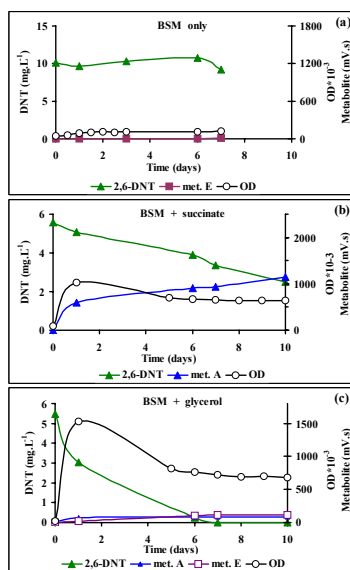 BSM only (a)
DNT (mg.L-1)
15
10
5
0
1800
1200
600
0
OD*10-3
Metabolite (mV.s)
0 2 4 6 8 10
Time (days)
2,6-DNT met. E OD
BSM + succinate (b)
DNT (mg.L-1)
6
4
2
0
2000
1000
0
OD*10-3
Metabolite (mV.s)
0 2 4 6 8 10
Time (days)
2,6-DNT met. A OD
BSM + glycerol (c)
DNT (mg.L-1)
6
5
4
3
2
1
0
1500
1000
500
0
OD*10-3
Metabolite (mV.s)
0 2 4 6 8 10
Time (days)
2,6-DNT met. A met. E OD